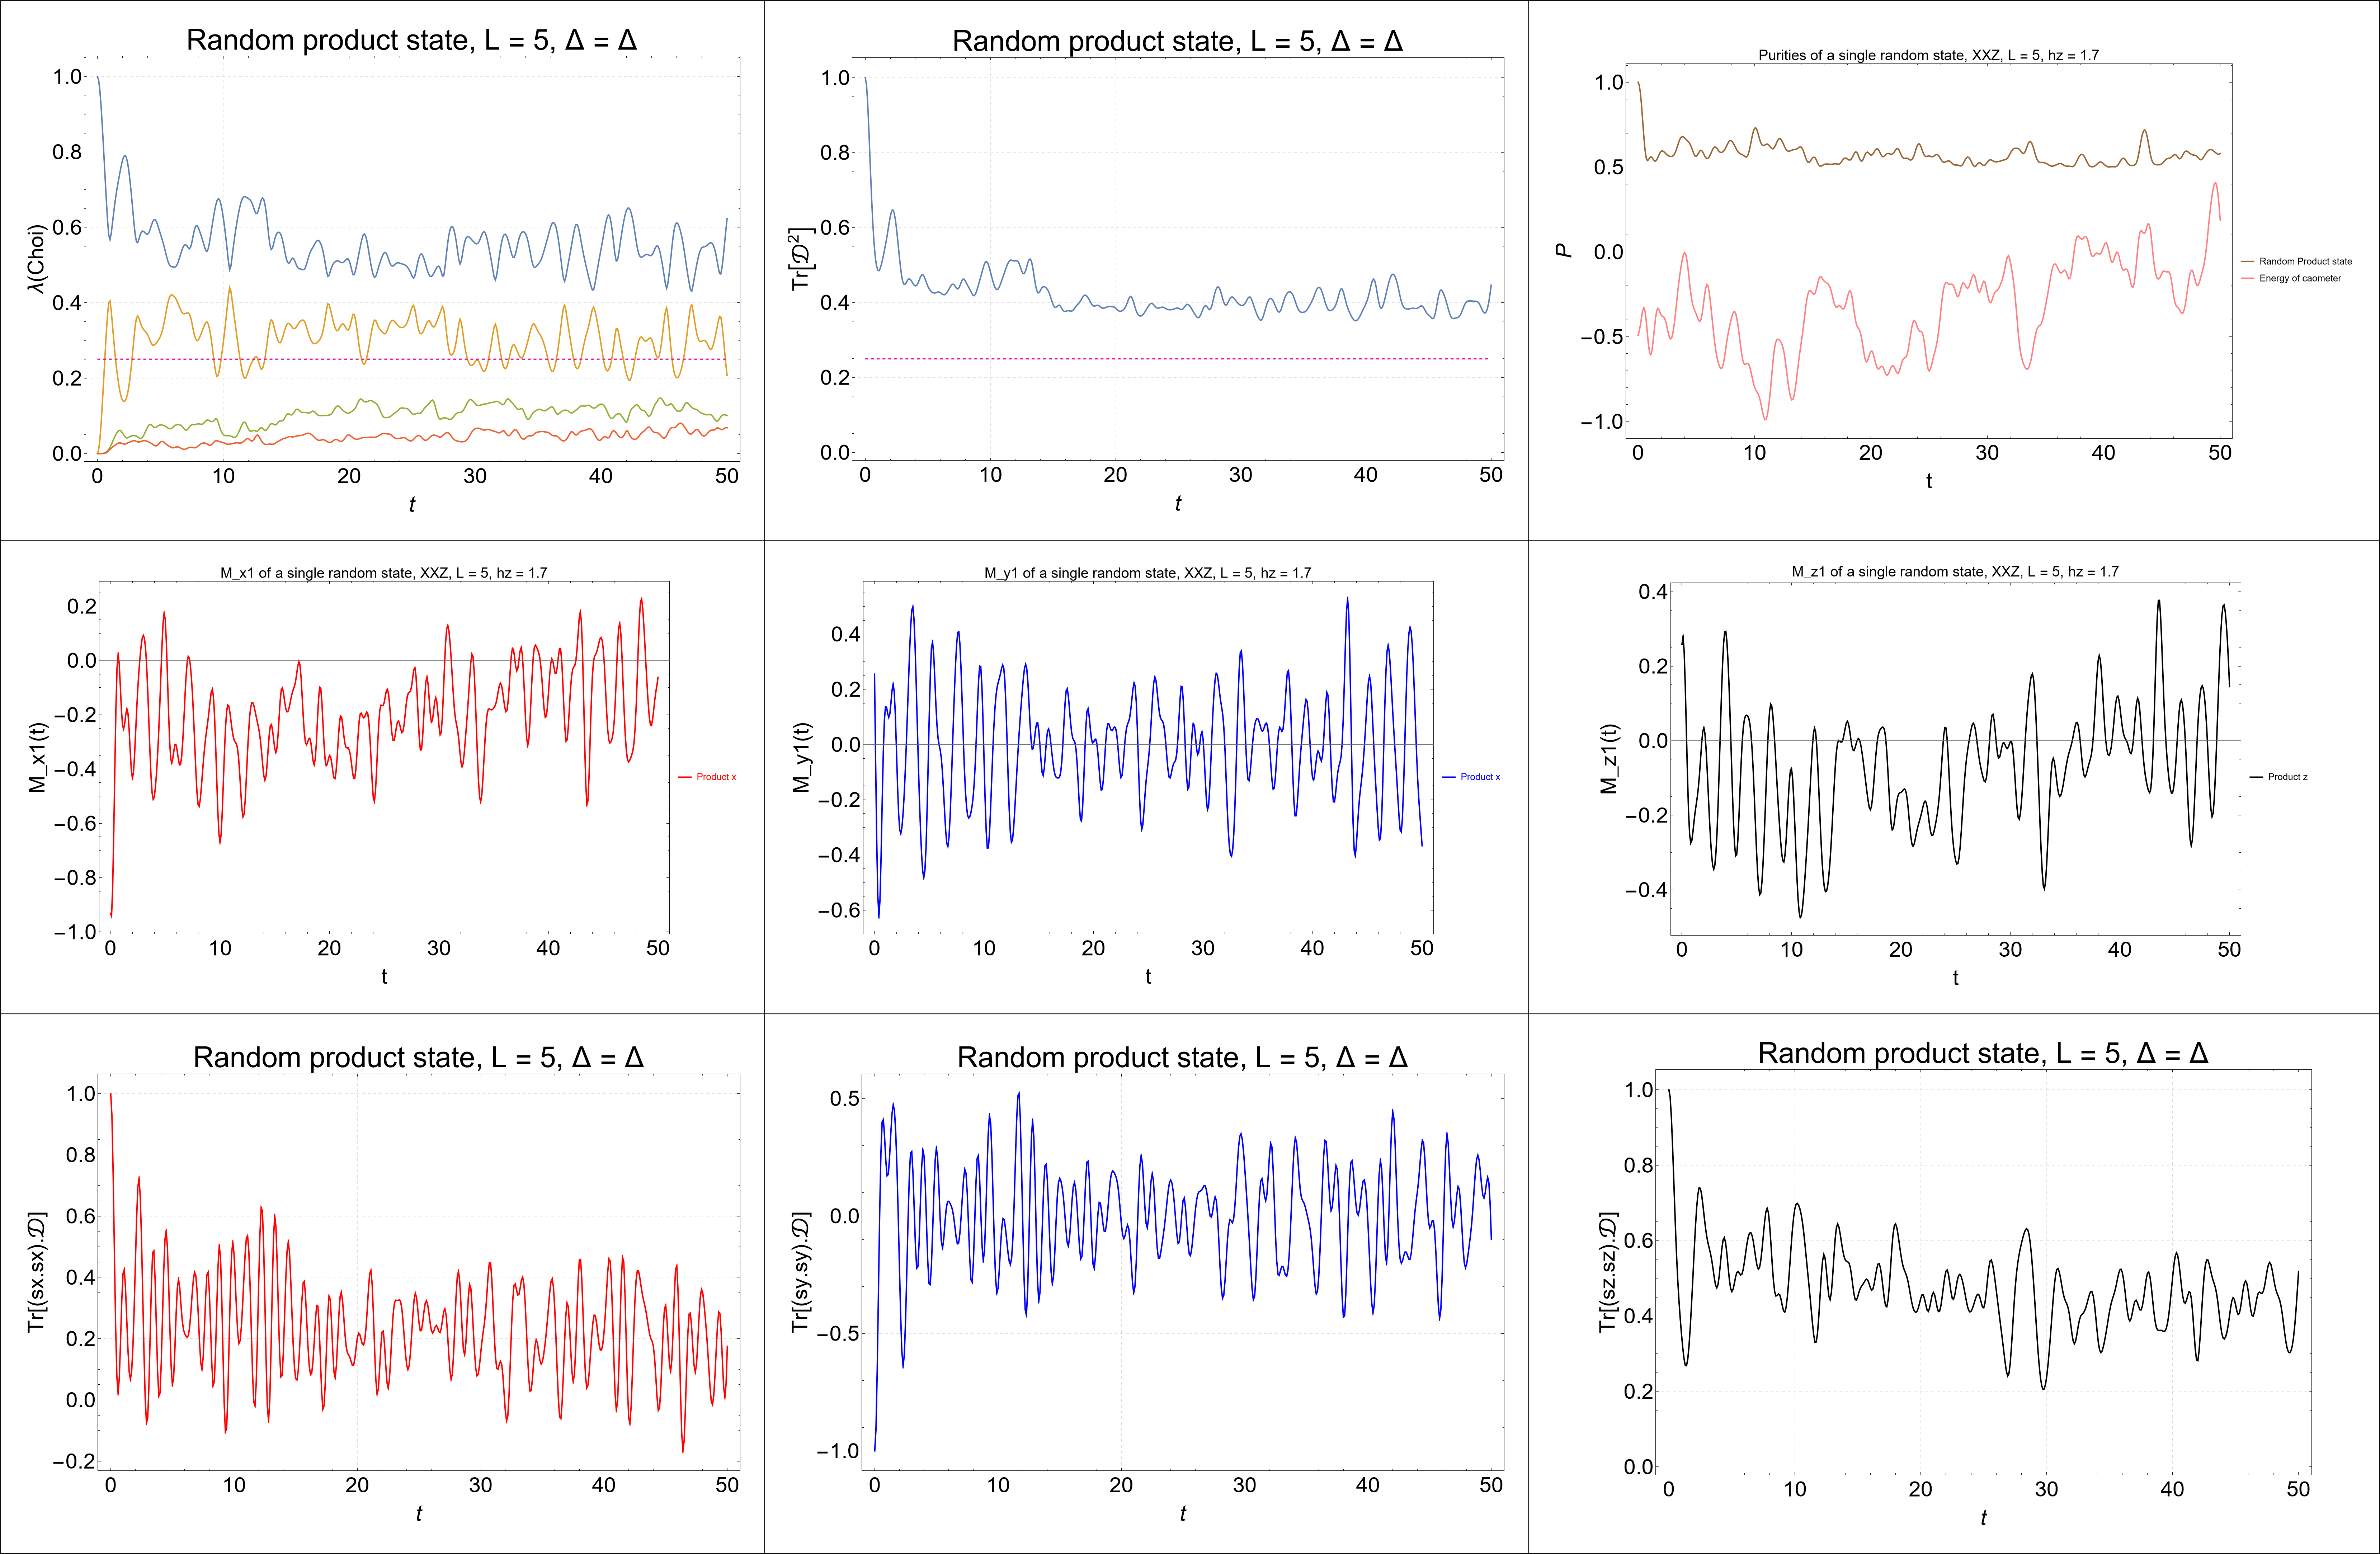 Random product state, L = 5, Δ = Δ
λ(Choi)
1.0
0.8
0.6
0.4
0.2
0.0
0 10 20 30 40 50
t
Random product state, L = 5, Δ = Δ
Tr[𝒟²]
1.0
0.8
0.6
0.4
0.2
0.0
0 10 20 30 40 50
t
Purities of a single random state, XXZ, L = 5, hz = 1.7
P
1.0
0.5
0.0
−0.5
−1.0
0 10 20 30 40 50
t
Random Product state
Energy of caometer
M_x1 of a single random state, XXZ, L = 5, hz = 1.7
M_x1(t)
0.2
0.0
−0.2
−0.4
−0.6
−0.8
−1.0
0 10 20 30 40 50
t
Product x
M_y1 of a single random state, XXZ, L = 5, hz = 1.7
M_y1(t)
0.4
0.2
0.0
−0.2
−0.4
−0.6
0 10 20 30 40 50
t
Product x
M_z1 of a single random state, XXZ, L = 5, hz = 1.7
M_z1(t)
0.4
0.2
0.0
−0.2
−0.4
0 10 20 30 40 50
t
Product z
Random product state, L = 5, Δ = Δ
Tr[(sx.sx).𝒟]
1.0
0.8
0.6
0.4
0.2
0.0
−0.2
0 10 20 30 40 50
t
Random product state, L = 5, Δ = Δ
Tr[(sy.sy).𝒟]
0.5
0.0
−0.5
−1.0
0 10 20 30 40 50
t
Random product state, L = 5, Δ = Δ
Tr[(sz.sz).𝒟]
1.0
0.8
0.6
0.4
0.2
0.0
0 10 20 30 40 50
t